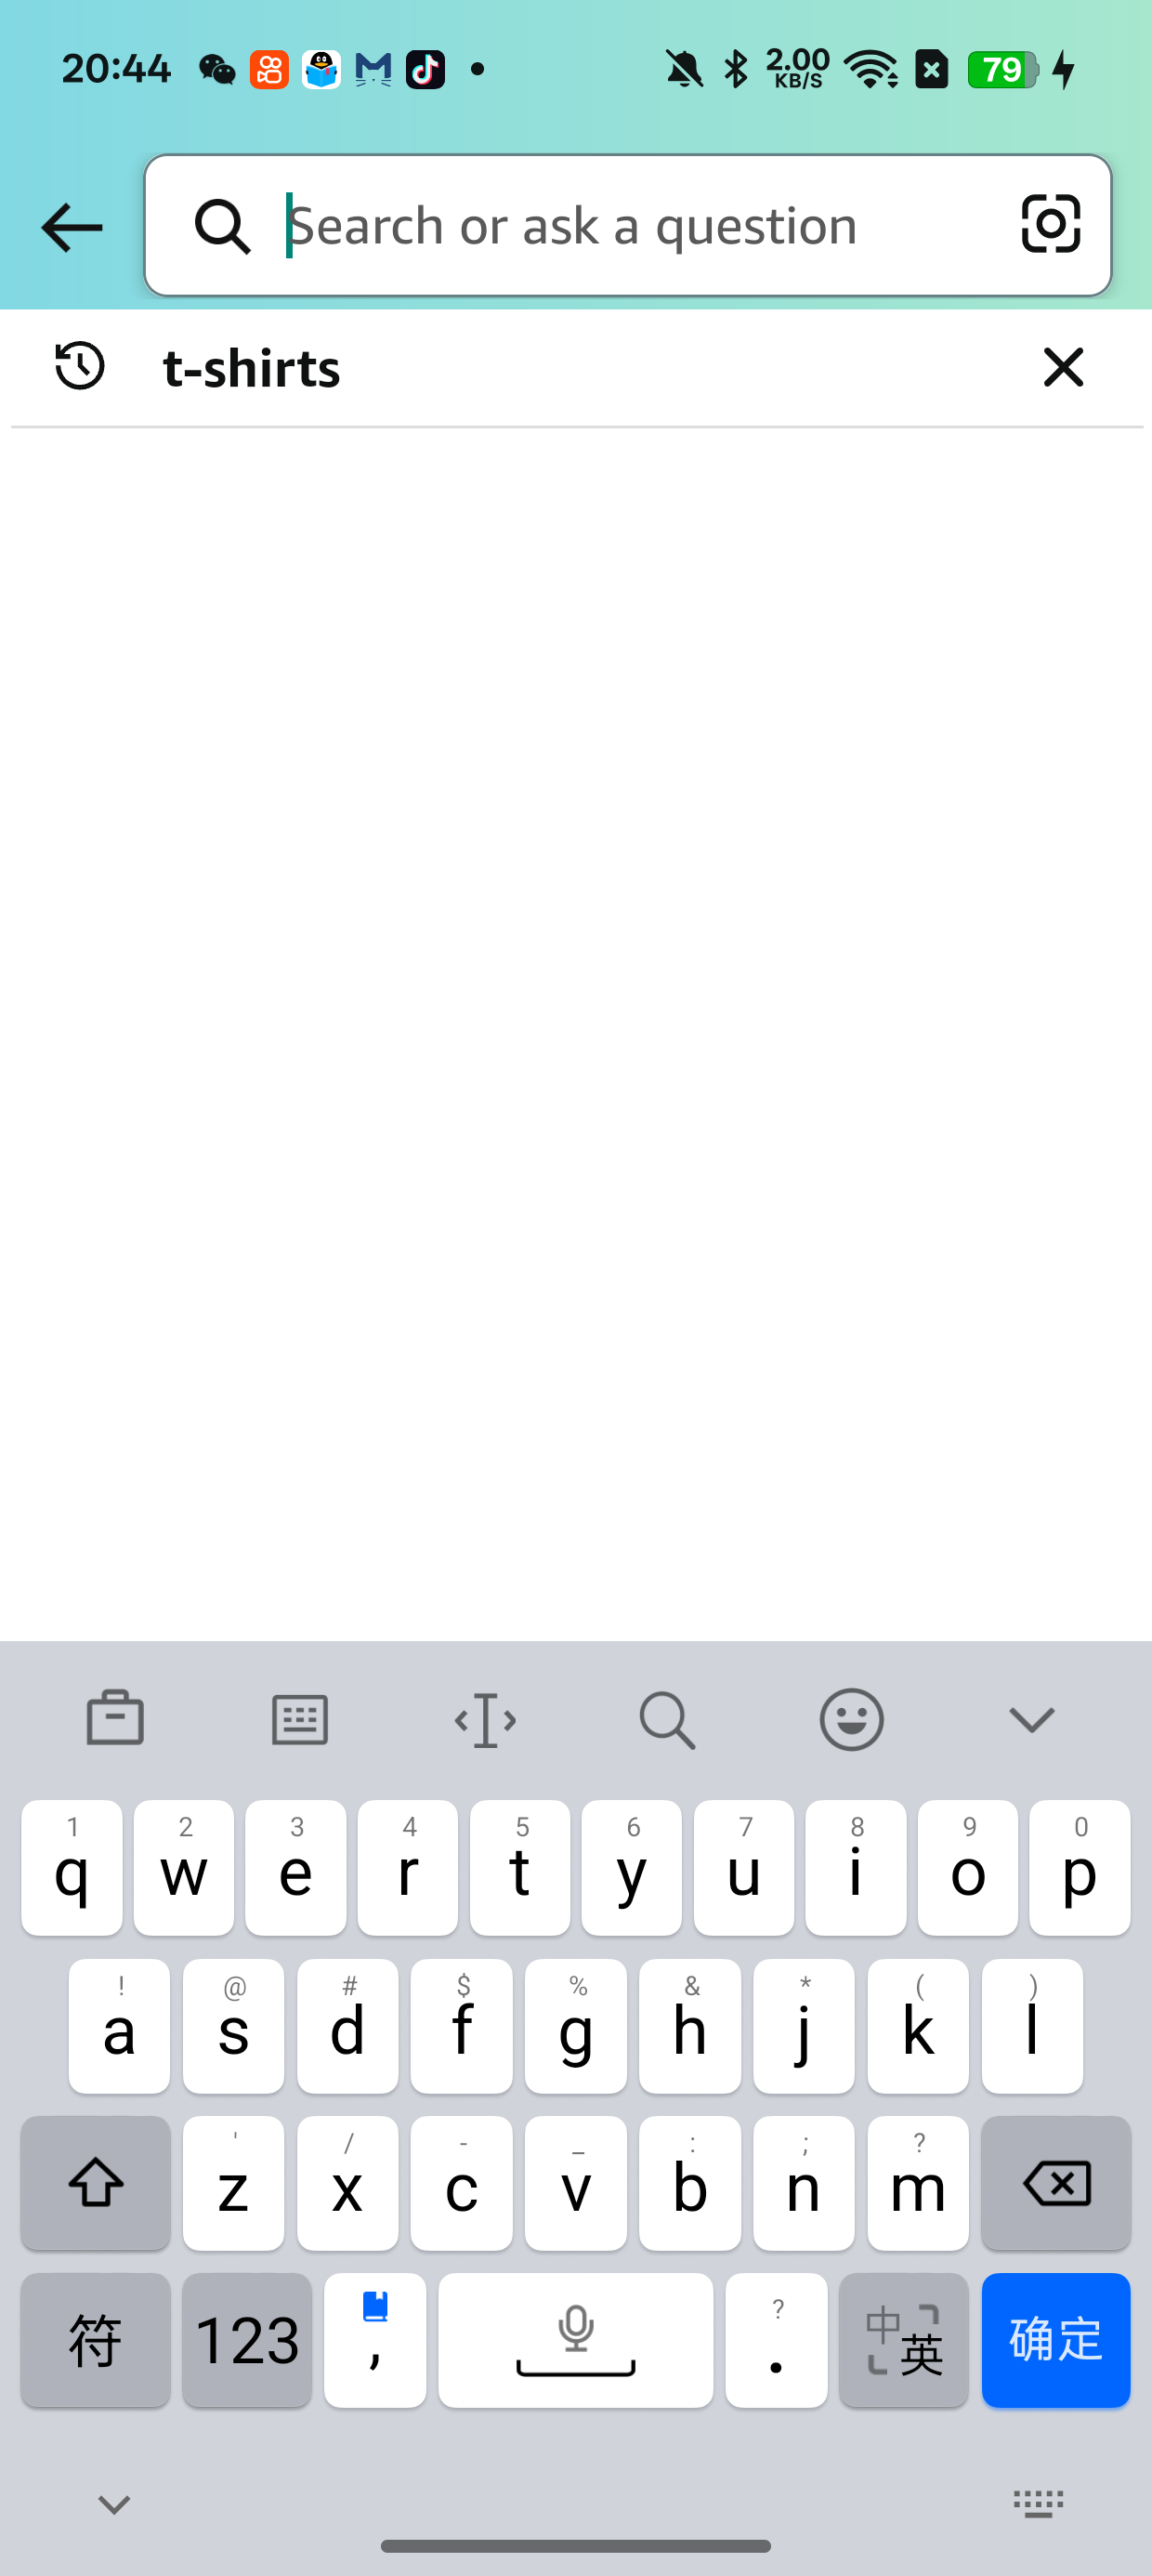 20:44 2.00 KB/S 79
Search or ask a question
t-shirts
1 2 3 4 5 6 7 8 9 0
q w e r t y u i o p
! @ # $ % & * ( )
a s d f g h j k l
' / - _ : ; ?
z x c v b n m
符 123 , ? . 中 英 确定